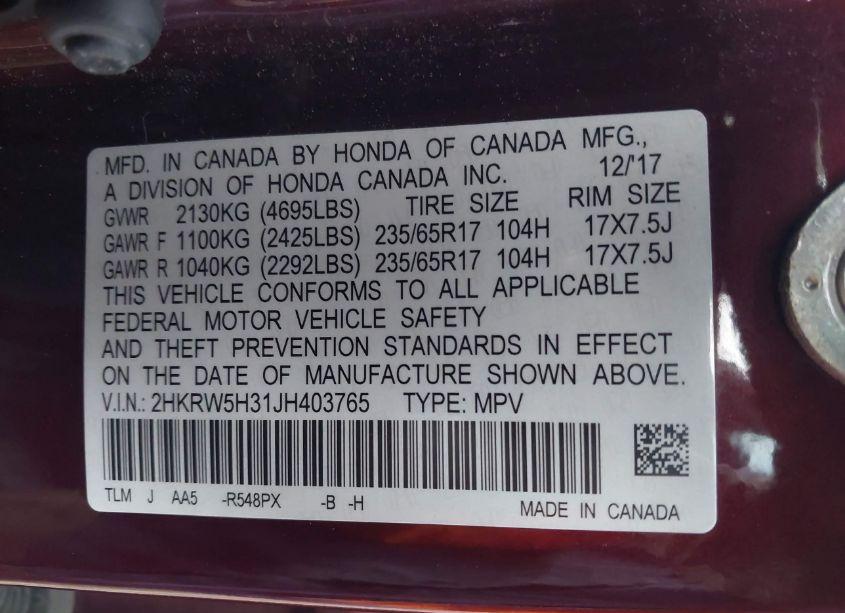 MFD. IN CANADA BY HONDA OF CANADA MFG.,
A DIVISION OF HONDA CANADA INC. 12/'17
GVWR 2130KG (4695LBS) TIRE SIZE RIM SIZE
GAWR F 1100KG (2425LBS) 235/65R17 104H 17X7.5J
GAWR R 1040KG (2292LBS) 235/65R17 104H 17X7.5J
THIS VEHICLE CONFORMS TO ALL APPLICABLE
FEDERAL MOTOR VEHICLE SAFETY
AND THEFT PREVENTION STANDARDS IN EFFECT
ON THE DATE OF MANUFACTURE SHOWN ABOVE.
V.I.N.: 2HKRW5H31JH403765 TYPE: MPV
TLM J AA5 -R548PX -B -H MADE IN CANADA